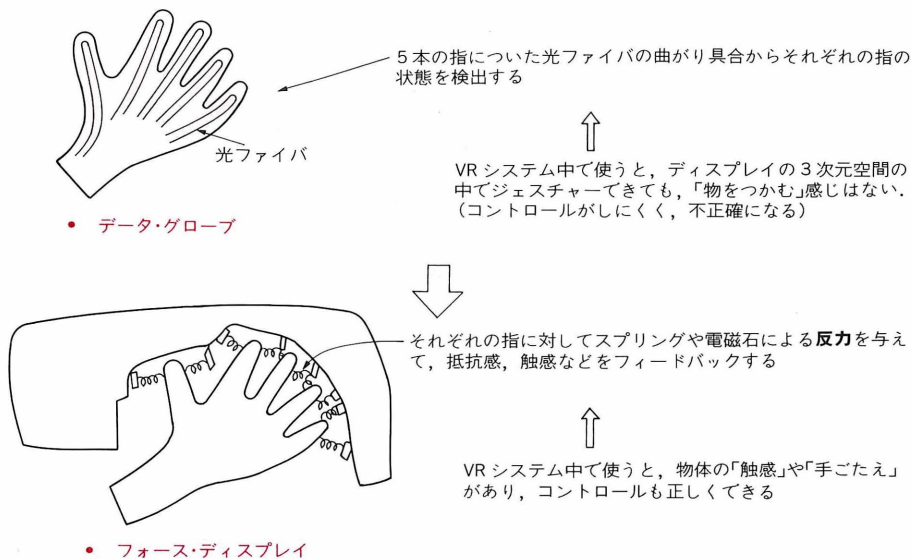 5本の指についた光ファイバの曲がり具合からそれぞれの指の
状態を検出する
光ファイバ
VRシステム中で使うと，ディスプレイの3次元空間の
中でジェスチャーできても，「物をつかむ」感じはない．
（コントロールがしにくく，不正確になる）
• データ・グローブ
それぞれの指に対してスプリングや電磁石による反力を与え
て，抵抗感，触感などをフィードバックする
VRシステム中で使うと，物体の「触感」や「手ごたえ」
があり，コントロールも正しくできる
• フォース・ディスプレイ